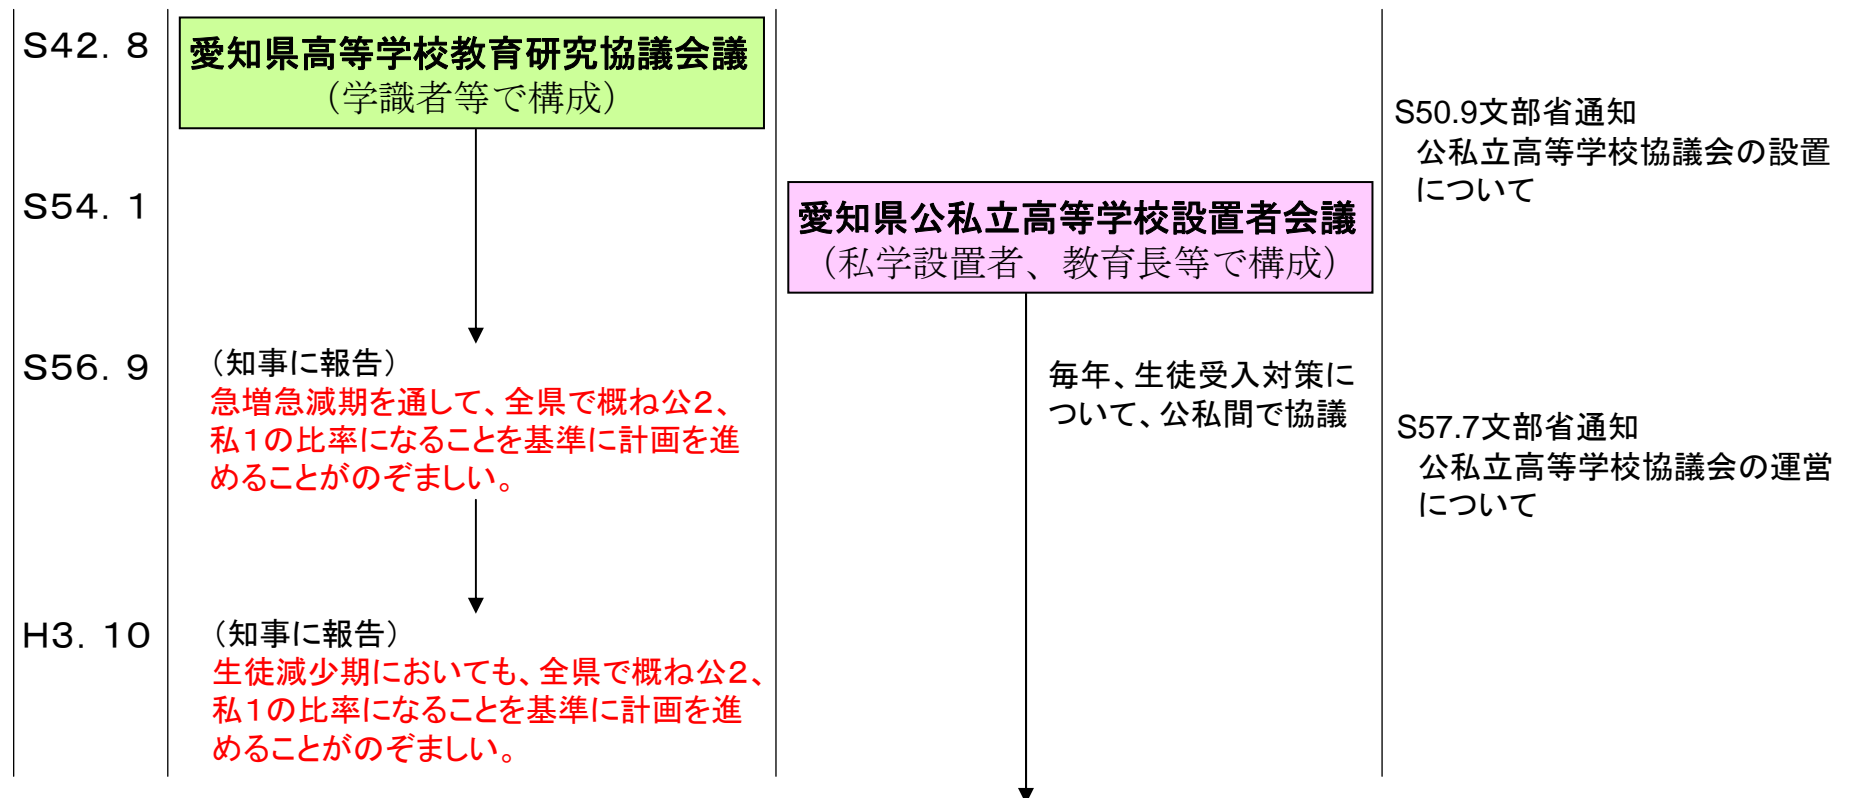 S42. 8
愛知県高等学校教育研究協議会議
（学識者等で構成）
S50.9文部省通知
公私立高等学校協議会の設置
について
S54. 1
愛知県公私立高等学校設置者会議
（私学設置者、教育長等で構成）
S56. 9
（知事に報告）
急増急減期を通して、全県で概ね公２、
私１の比率になることを基準に計画を進
めることがのぞましい。
毎年、生徒受入対策に
ついて、公私間で協議
S57.7文部省通知
公私立高等学校協議会の運営
について
H3. 10
（知事に報告）
生徒減少期においても、全県で概ね公２、
私１の比率になることを基準に計画を進
めることがのぞましい。